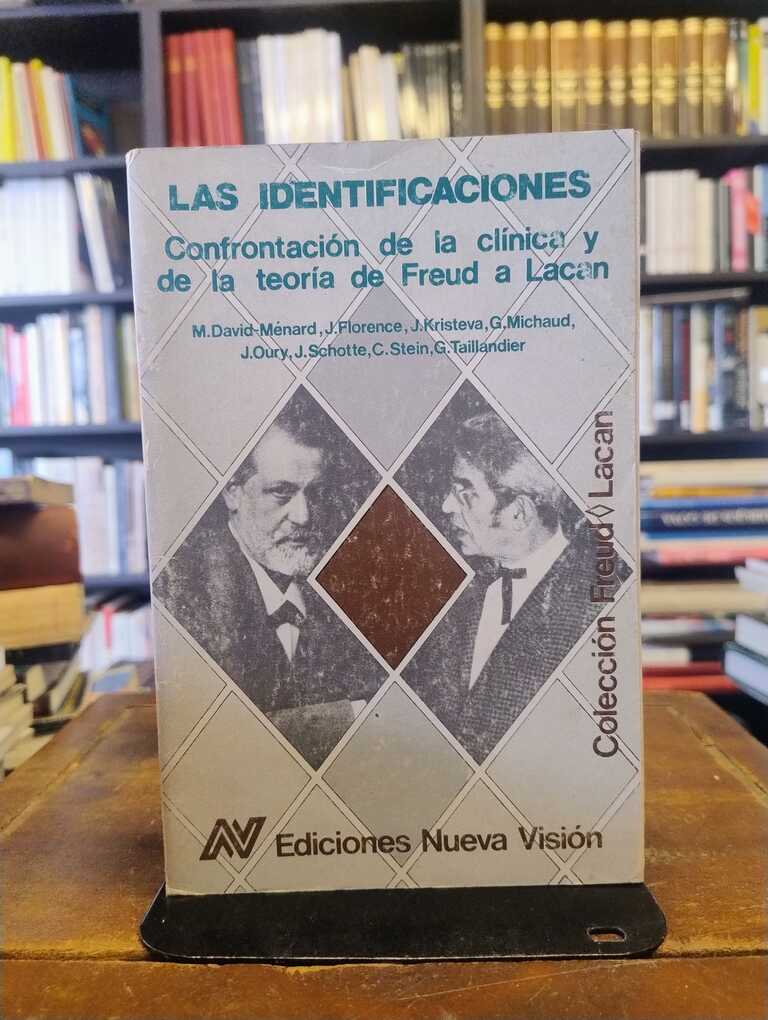 LAS IDENTIFICACIONES
Confrontación de la clínica y
de la teoría de Freud a Lacan
M.David-Ménard, J.Florence, J.Kristeva, G.Michaud,
J.Oury, J.Schotte, C.Stein, G.Taillandier
Colección Freud◊Lacan
NV Ediciones Nueva Visión